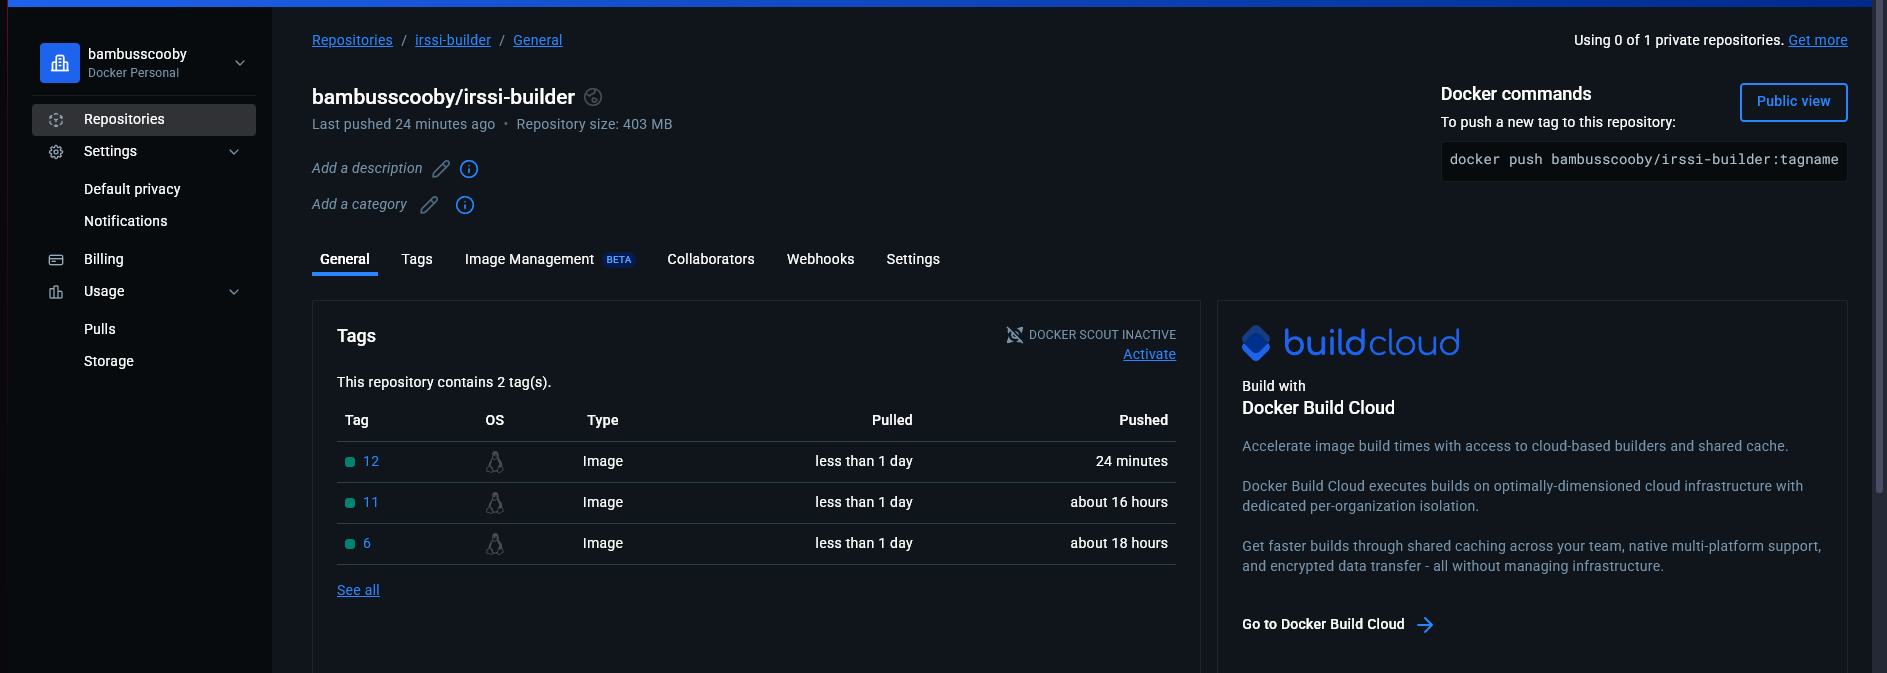 bambusscooby
Docker Personal
Repositories
Settings
Default privacy
Notifications
Billing
Usage
Pulls
Storage
Repositories / irssi-builder / General
Using 0 of 1 private repositories. Get more
bambusscooby/irssi-builder
Last pushed 24 minutes ago • Repository size: 403 MB
Add a description
Add a category
Docker commands
Public view
To push a new tag to this repository:
docker push bambusscooby/irssi-builder:tagname
General Tags Image Management BETA Collaborators Webhooks Settings
Tags
DOCKER SCOUT INACTIVE
Activate
This repository contains 2 tag(s).
Tag OS Type Pulled Pushed
12 Image less than 1 day 24 minutes
11 Image less than 1 day about 16 hours
6 Image less than 1 day about 18 hours
See all
buildcloud
Build with
Docker Build Cloud
Accelerate image build times with access to cloud-based builders and shared cache.
Docker Build Cloud executes builds on optimally-dimensioned cloud infrastructure with
dedicated per-organization isolation.
Get faster builds through shared caching across your team, native multi-platform support,
and encrypted data transfer - all without managing infrastructure.
Go to Docker Build Cloud